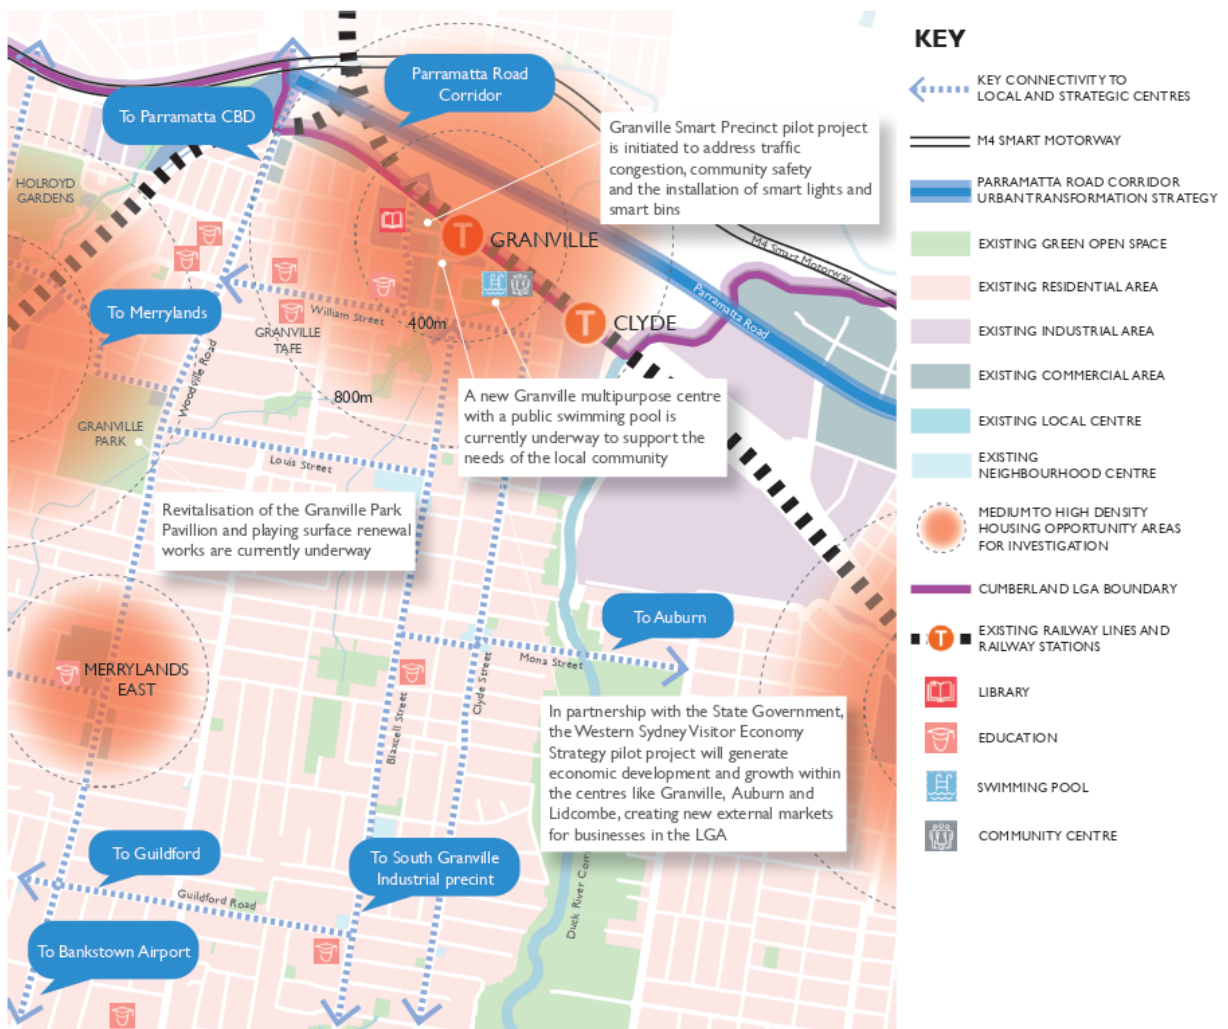 To Parramatta CBD
Parramatta Road
Corridor
Granville Smart Precinct pilot project
is initiated to address traffic
congestion, community safety
and the installation of smart lights and
smart bins
HOLROYD
GARDENS
T
GRANVILLE
M4 Smart Motorway
To Merrylands
William Street
400m
T
CLYDE
Parramatta Road
GRANVILLE
TAFE
Woodville Road
800m
A new Granville multipurpose centre
with a public swimming pool is
currently underway to support the
needs of the local community
GRANVILLE
PARK
Louis Street
Revitalisation of the Granville Park
Pavillion and playing surface renewal
works are currently underway
To Auburn
Mona Street
MERRYLANDS
EAST
Clyde Street
Blaxcell Street
In partnership with the State Government,
the Western Sydney Visitor Economy
Strategy pilot project will generate
economic development and growth within
the centres like Granville, Auburn and
Lidcombe, creating new external markets
for businesses in the LGA
To Guildford
To South Granville
Industrial precint
Guildford Road
Duck River Corr
To Bankstown Airport
KEY
KEY CONNECTIVITY TO
LOCAL AND STRATEGIC CENTRES
M4 SMART MOTORWAY
PARRAMATTA ROAD CORRIDOR
URBAN TRANSFORMATION STRATEGY
EXISTING GREEN OPEN SPACE
EXISTING RESIDENTIAL AREA
EXISTING INDUSTRIAL AREA
EXISTING COMMERCIAL AREA
EXISTING LOCAL CENTRE
EXISTING
NEIGHBOURHOOD CENTRE
MEDIUM TO HIGH DENSITY
HOUSING OPPORTUNITY AREAS
FOR INVESTIGATION
CUMBERLAND LGA BOUNDARY
T
EXISTING RAILWAY LINES AND
RAILWAY STATIONS
LIBRARY
EDUCATION
SWIMMING POOL
COMMUNITY CENTRE